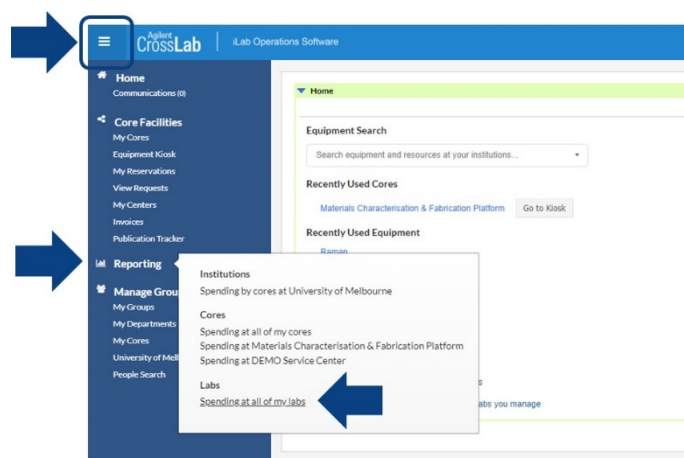 Agilent
CrossLab
iLab Operations Software
Home
Communications (0)
Core Facilities
My Cores
Equipment Kiosk
My Reservations
View Requests
My Centers
Invoices
Publication Tracker
Reporting
Manage Grou
My Groups
My Departments
My Cores
University of Mel
People Search
Home
Equipment Search
Search equipment and resources at your institutions...
Recently Used Cores
Materials Characterisation & Fabrication Platform Go to Kiosk
Recently Used Equipment
Raman
Institutions
Spending by cores at University of Melbourne
Cores
Spending at all of my cores
Spending at Materials Characterisation & Fabrication Platform
Spending at DEMO Service Center
Labs
Spending at all of my labs
s
abs you manage